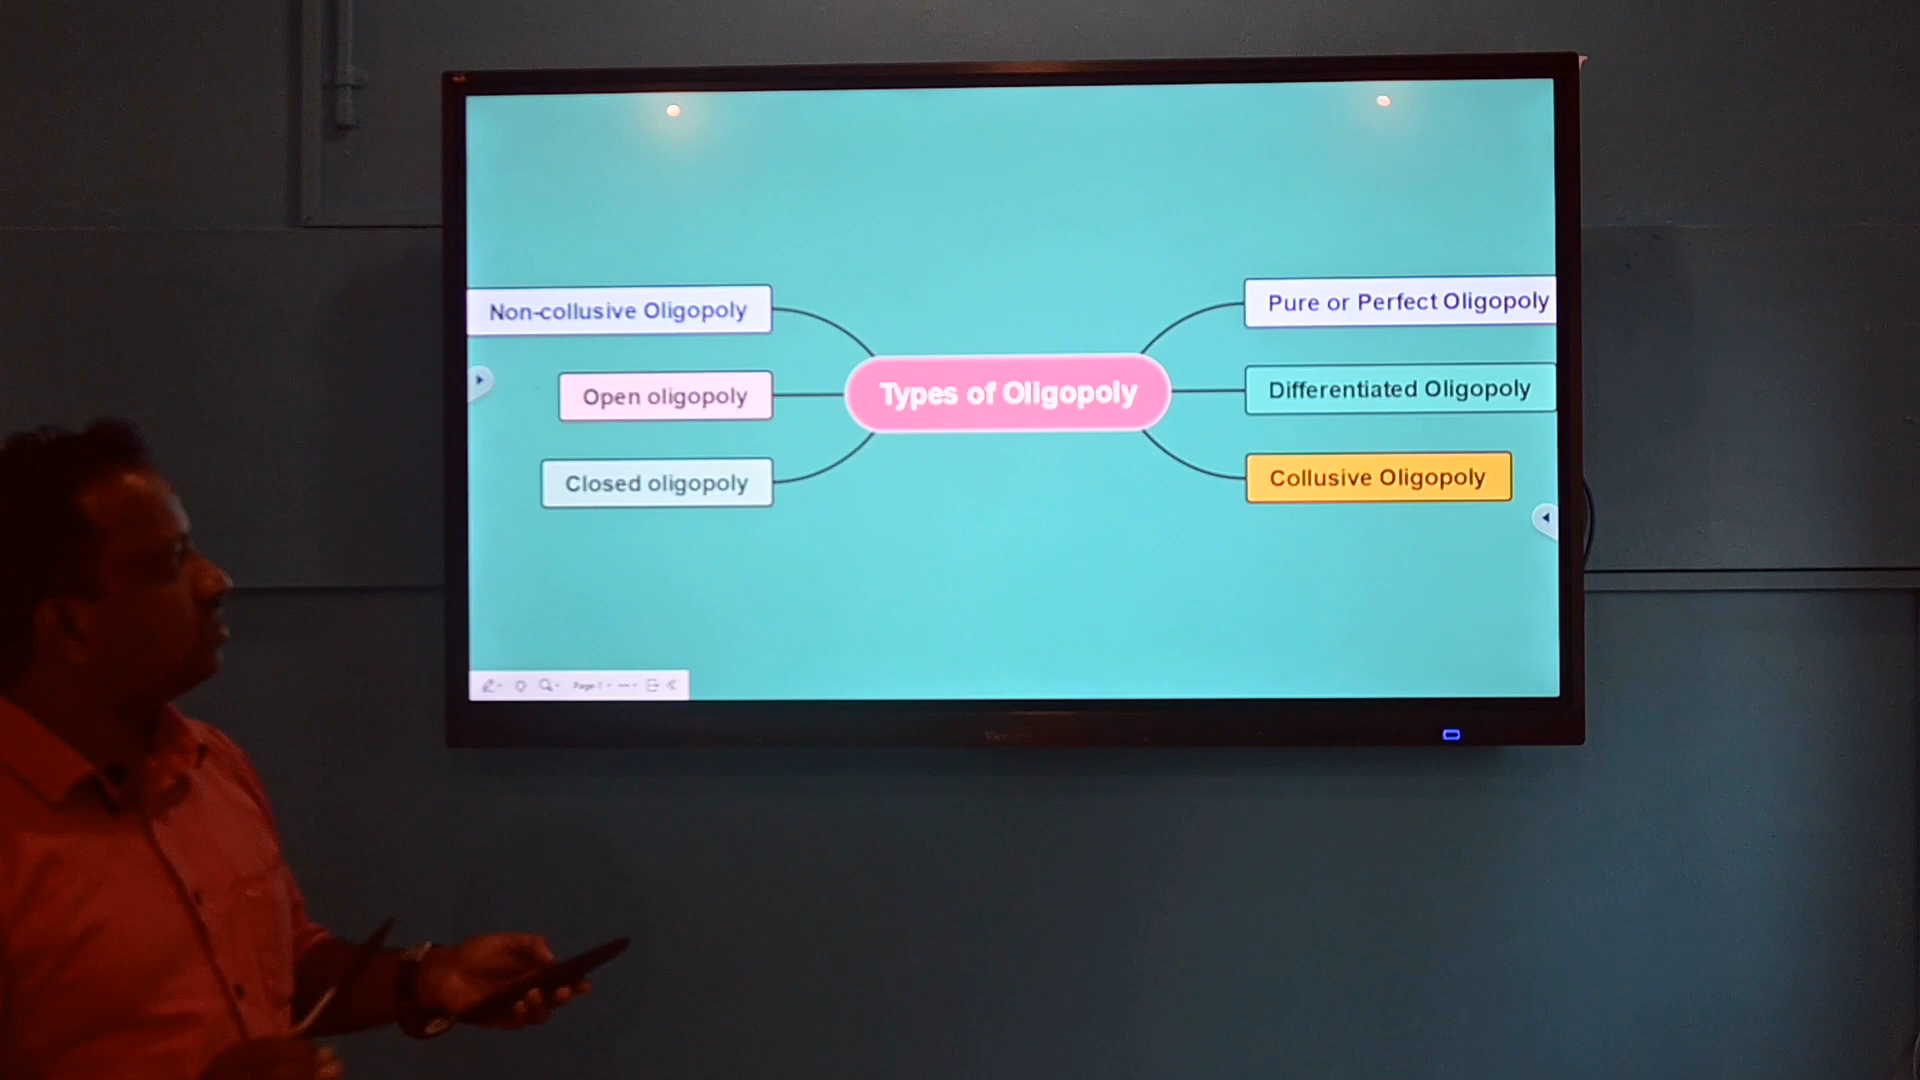 Non-collusive Oligopoly
Open oligopoly
Closed oligopoly
Types of Oligopoly
Pure or Perfect Oligopoly
Differentiated Oligopoly
Collusive Oligopoly